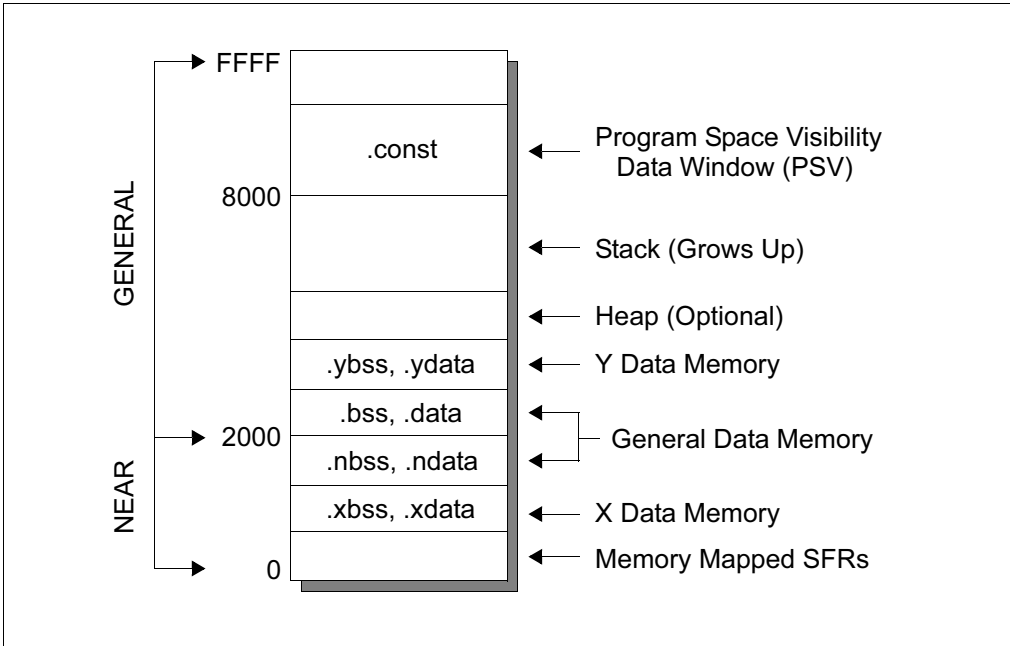 FFFF
.const
Program Space Visibility
Data Window (PSV)
8000
GENERAL
Stack (Grows Up)
Heap (Optional)
.ybss, .ydata
Y Data Memory
.bss, .data
2000
General Data Memory
.nbss, .ndata
NEAR
.xbss, .xdata
X Data Memory
0
Memory Mapped SFRs